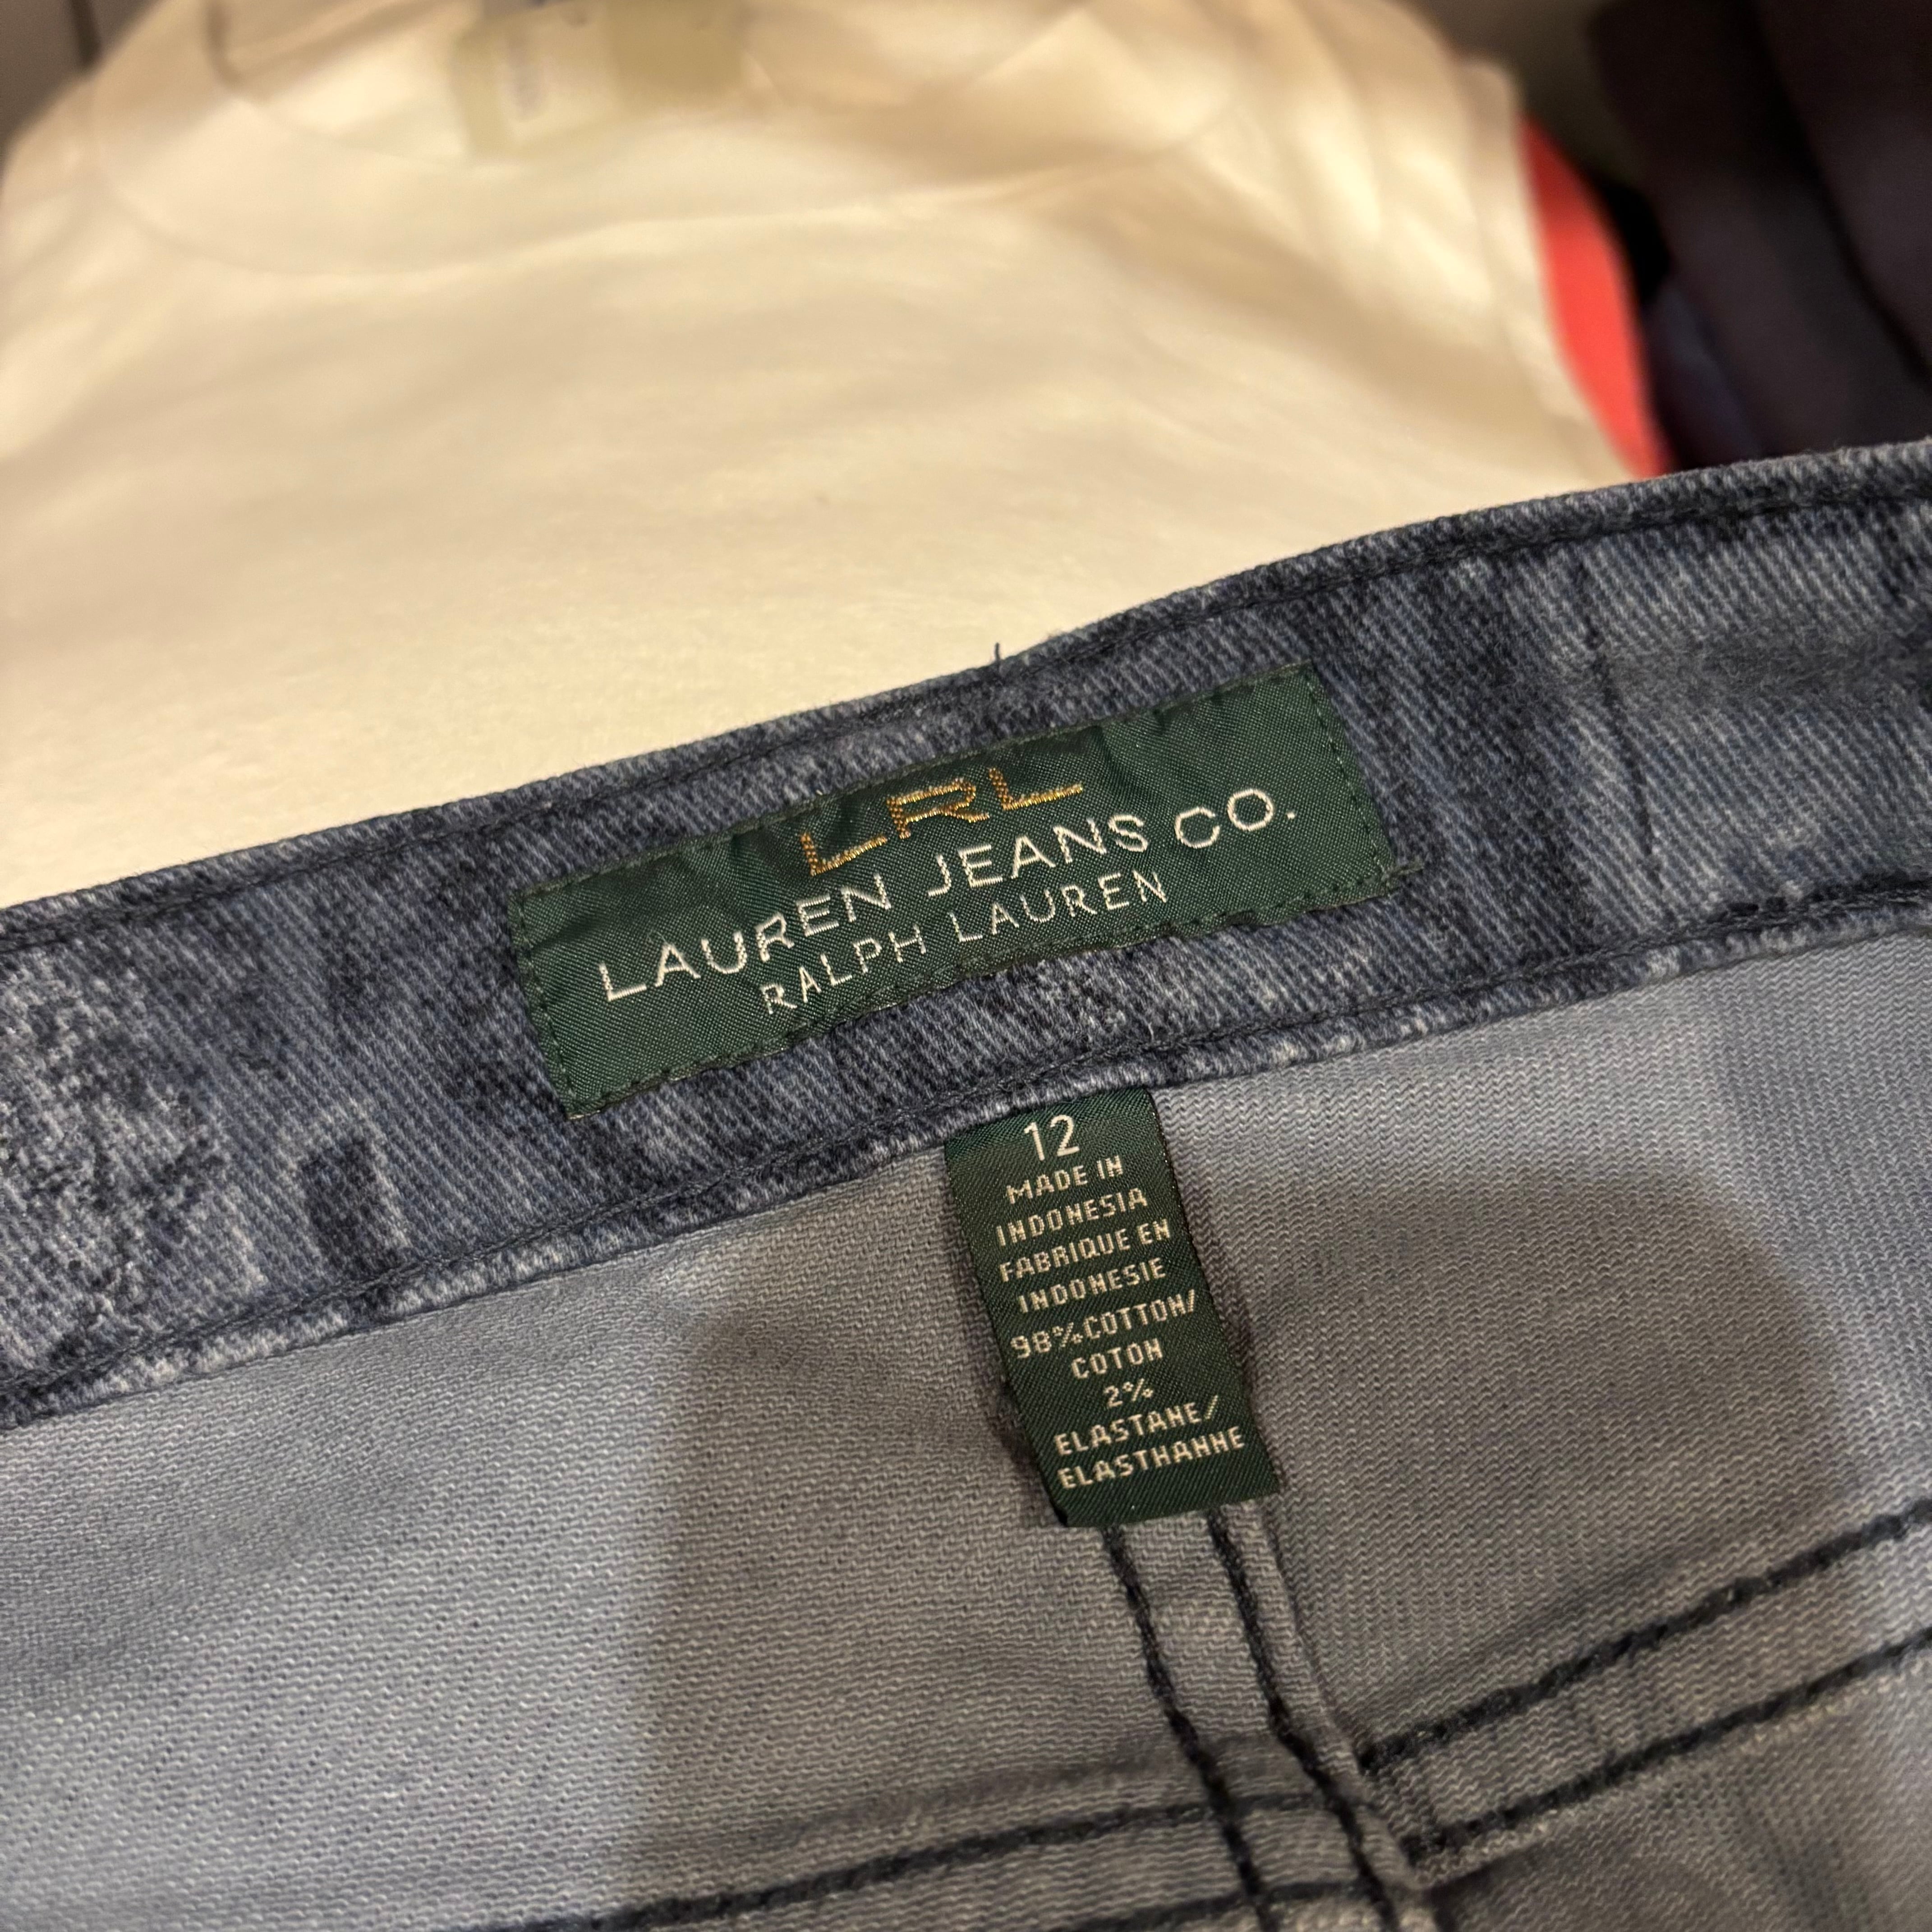 LRL
LAUREN JEANS CO.
RALPH LAUREN
12
MADE IN
INDONESIA
FABRIQUE EN
INDONESIE
98%COTTON/
COTON
2%
ELASTANE/
ELASTHANNE